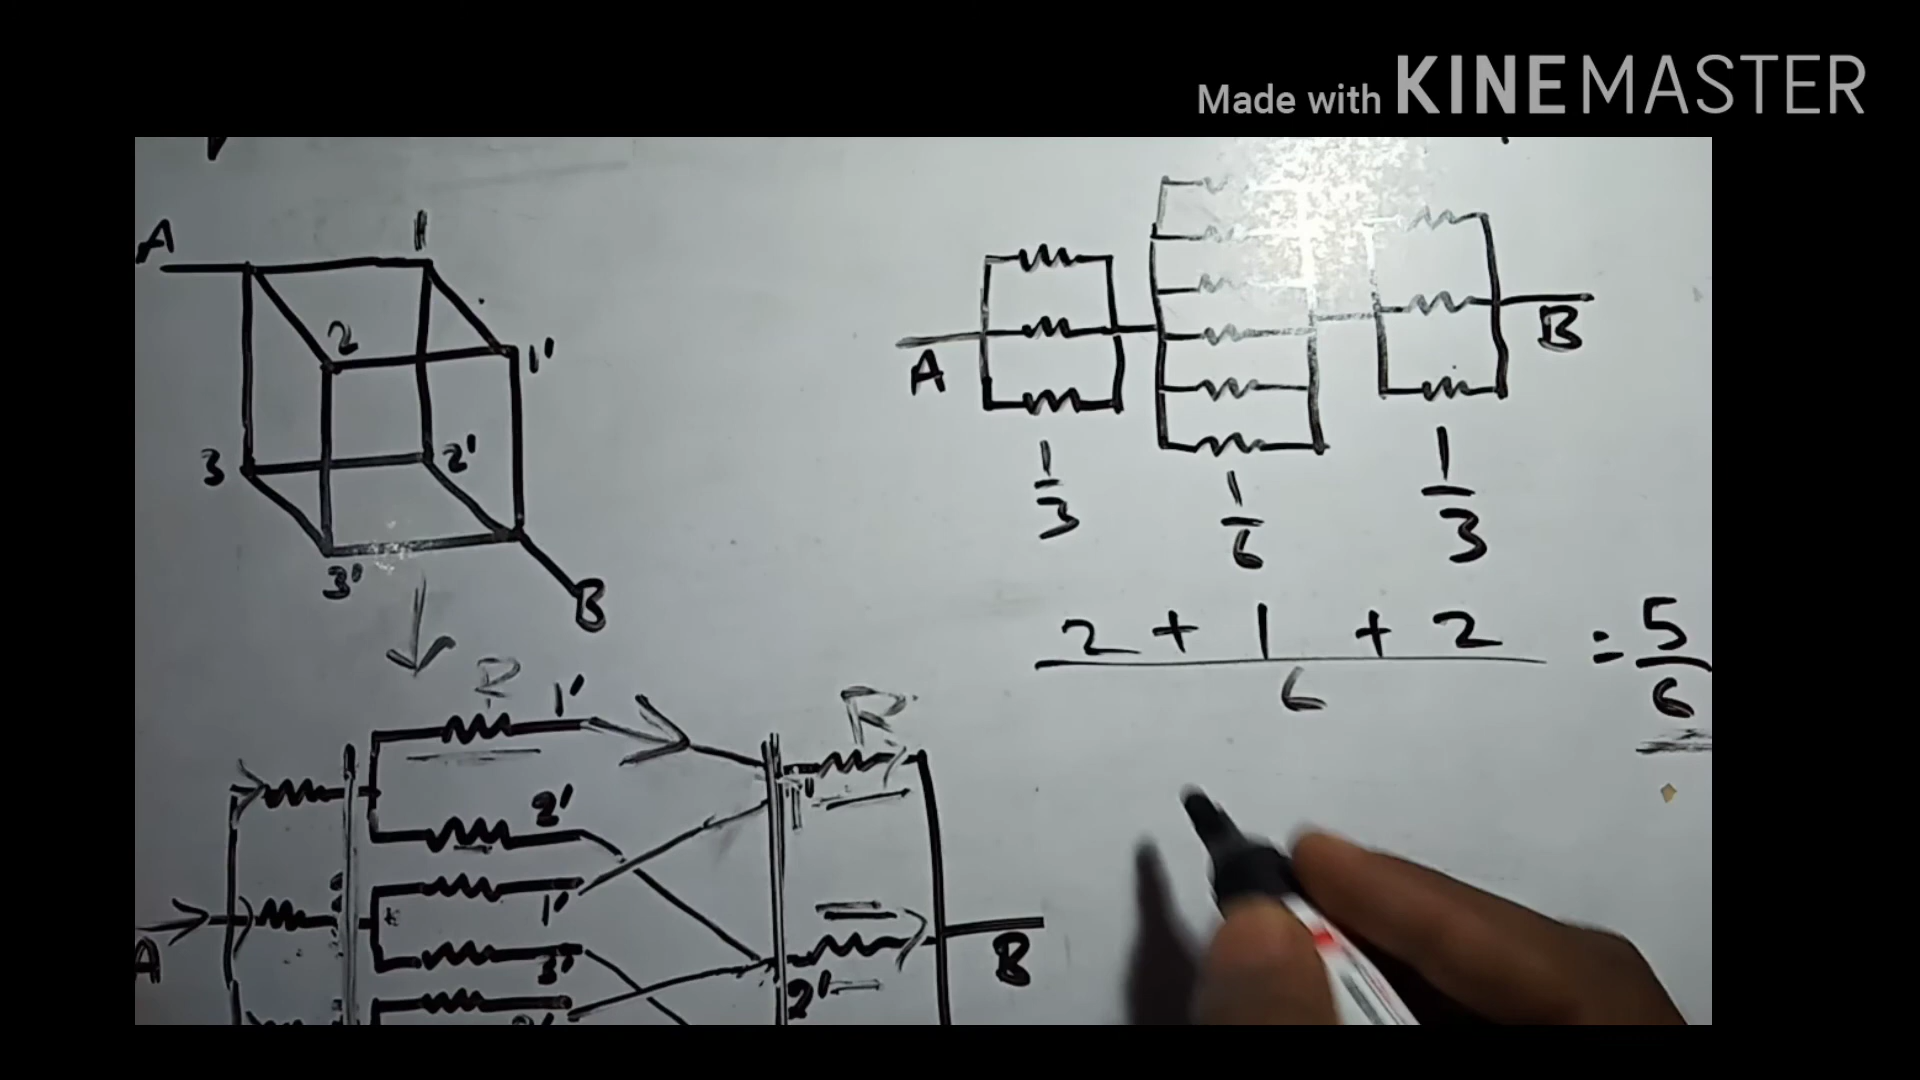 Made with KINEMASTER
A
1
2
1'
3
2'
3'
B
A
B
1/3
1/6
1/3
2 + 1 + 2 / 6 = 5/6
R
1'
R
2'
1'
3'
A
B
2'